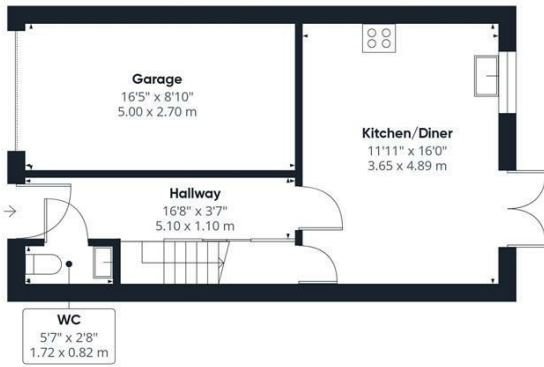 Garage
16'5" x 8'10"
5.00 x 2.70 m
Kitchen/Diner
11'11" x 16'0"
3.65 x 4.89 m
Hallway
16'8" x 3'7"
5.10 x 1.10 m
WC
5'7" x 2'8"
1.72 x 0.82 m